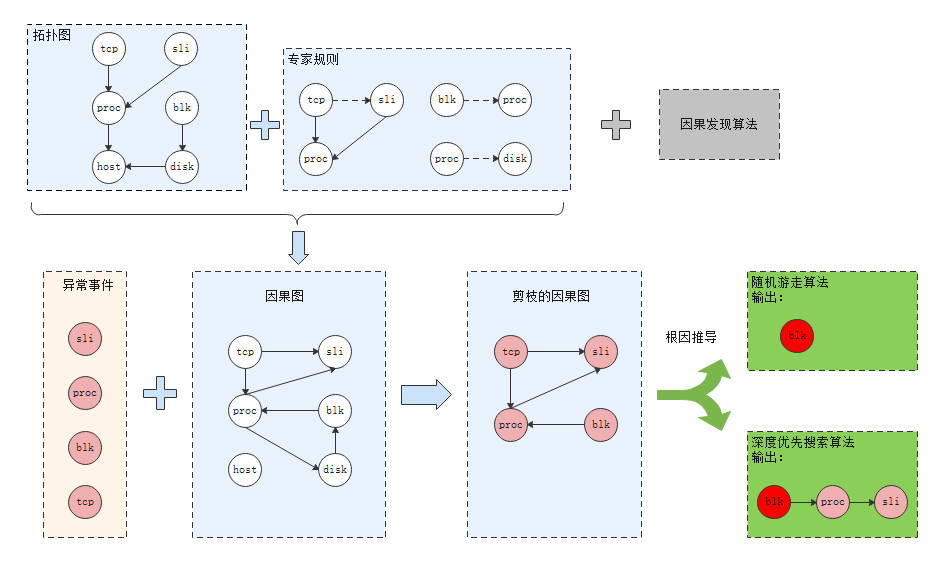 拓扑图
tcp
sli
proc
blk
host
disk
专家规则
tcp
sli
blk
proc
proc
proc
disk
因果发现算法
异常事件
sli
proc
blk
tcp
因果图
tcp
sli
proc
blk
host
disk
剪枝的因果图
tcp
sli
proc
blk
根因推导
随机游走算法
输出:
blk
深度优先搜索算法
输出:
blk
proc
sli